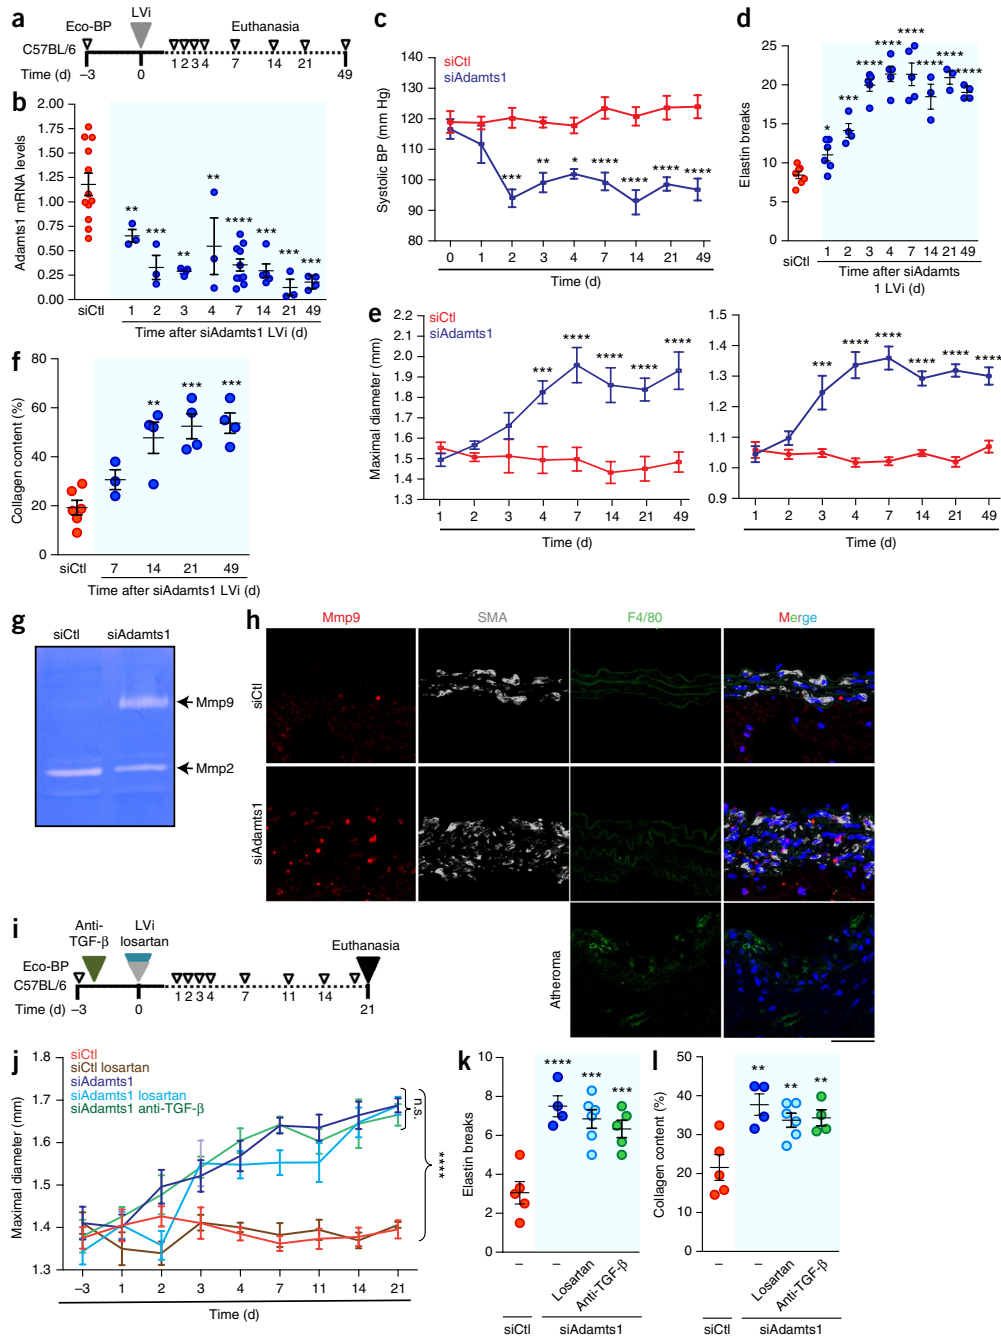 a
LVi
Eco-BP
Euthanasia
C57BL/6
1 2 3 4 7 14 21
Time (d) –3 0 49
b
Adamts1 mRNA levels
2.00
1.75
1.50
1.25
1.00
0.75
0.50
0.25
0.00
** *** ** ** **** *** *** ***
siCtl 1 2 3 4 7 14 21 49
Time after siAdamts1 LVi (d)
c
siCtl
siAdamts1
Systolic BP (mm Hg)
140
130
120
110
100
90
80
*** ** * **** **** **** ****
0 1 2 3 4 7 14 21 49
Time (d)
d
Elastin breaks
25
20
15
10
5
0
* *** **** **** **** **** **** ****
siCtl 1 2 3 4 7 14 21 49
Time after siAdamts
1 LVi (d)
e
siCtl
siAdamts1
Maximal diameter (mm)
2.2
2.1
2.0
1.9
1.8
1.7
1.6
1.5
1.4
1.3
**** **** **** **** ****
1 2 3 4 7 14 21 49
Time (d)
1.5
1.4
1.3
1.2
1.1
1.0
0.9
*** **** **** **** **** ****
1 2 3 4 7 14 21 49
Time (d)
f
Collagen content (%)
80
60
40
20
0
** *** ***
siCtl 7 14 21 49
Time after siAdamts1 LVi (d)
g
siCtl siAdamts1
Mmp9
Mmp2
h
Mmp9 SMA F4/80 Merge
siCtl
siAdamts1
Atheroma
i
Anti-
TGF-β
LVi
losartan
Euthanasia
Eco-BP
C57BL/6
1 2 3 4 7 11 14
Time (d) –3 0 21
j
siCtl
siCtl losartan
siAdamts1
siAdamts1 losartan
siAdamts1 anti-TGF-β
Maximal diameter (mm)
1.8
1.7
1.6
1.5
1.4
1.3
n.s.
****
–3 1 2 3 4 7 11 14 21
Time (d)
k
Elastin breaks
10
8
6
4
2
0
**** *** ***
– – Losartan Anti-TGF-β
siCtl siAdamts1
l
Collagen content (%)
50
40
30
20
10
0
** ** **
– – Losartan Anti-TGF-β
siCtl siAdamts1